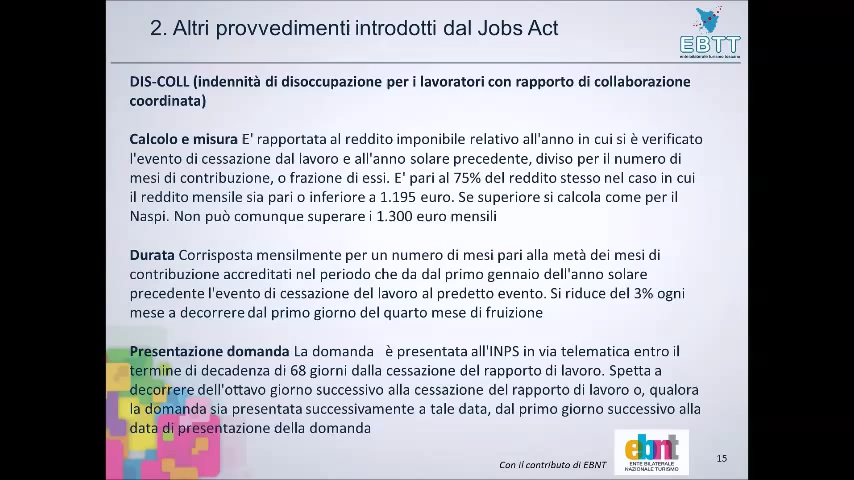 2. Altri provvedimenti introdotti dal Jobs Act
EBTT
ente bilaterale turismo toscano
DIS-COLL (indennità di disoccupazione per i lavoratori con rapporto di collaborazione
coordinata)
Calcolo e misura E' rapportata al reddito imponibile relativo all'anno in cui si è verificato
l'evento di cessazione dal lavoro e all'anno solare precedente, diviso per il numero di
mesi di contribuzione, o frazione di essi. E' pari al 75% del reddito stesso nel caso in cui
il reddito mensile sia pari o inferiore a 1.195 euro. Se superiore si calcola come per il
Naspi. Non può comunque superare i 1.300 euro mensili
Durata Corrisposta mensilmente per un numero di mesi pari alla metà dei mesi di
contribuzione accreditati nel periodo che da dal primo gennaio dell'anno solare
precedente l'evento di cessazione del lavoro al predetto evento. Si riduce del 3% ogni
mese a decorrere dal primo giorno del quarto mese di fruizione
Presentazione domanda La domanda è presentata all'INPS in via telematica entro il
termine di decadenza di 68 giorni dalla cessazione del rapporto di lavoro. Spetta a
decorrere dell'ottavo giorno successivo alla cessazione del rapporto di lavoro o, qualora
la domanda sia presentata successivamente a tale data, dal primo giorno successivo alla
data di presentazione della domanda
Con il contributo di EBNT
ebnt
ENTE BILATERALE
NAZIONALE TURISMO
15